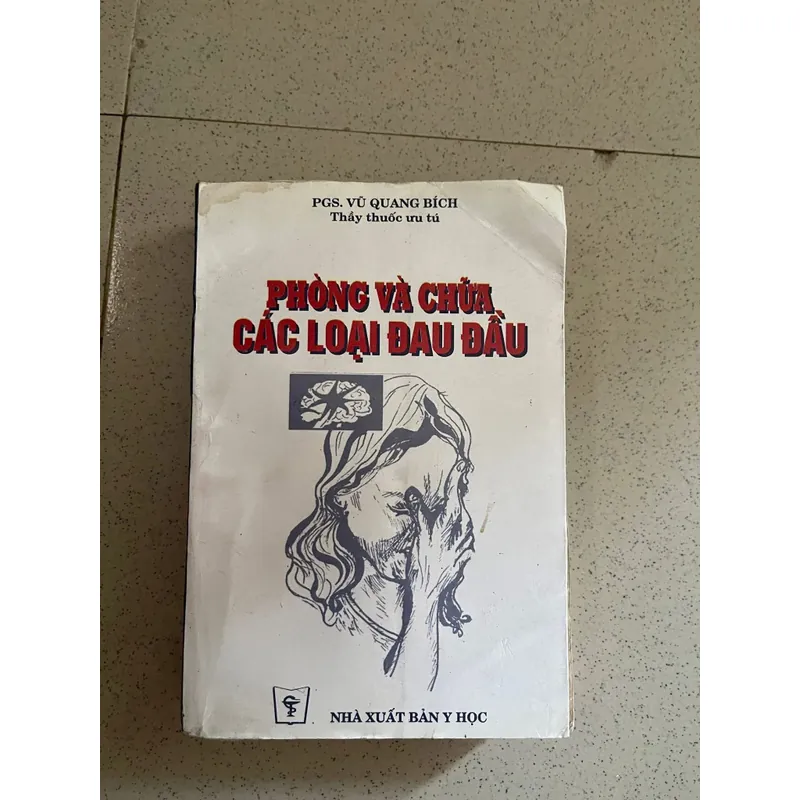 PGS. VŨ QUANG BÍCH
Thầy thuốc ưu tú
PHÒNG VÀ CHỮA
CÁC LOẠI ĐAU ĐẦU
NHÀ XUẤT BẢN Y HỌC